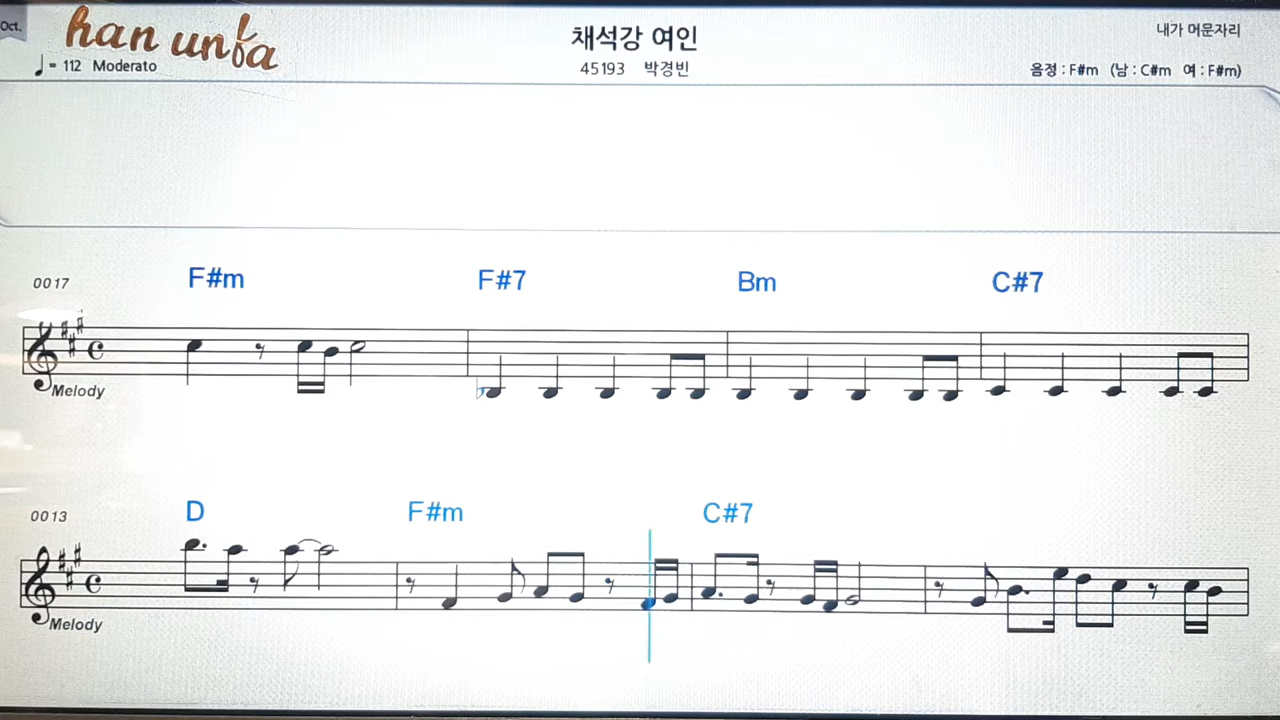 Oct.
han unfa
= 112 Moderato
채석강 여인
45193 박경빈
내가 머문자리
음정 : F#m (남 : C#m 여 : F#m)
0017
F#m F#7 Bm C#7
Melody
0013
D F#m C#7
Melody